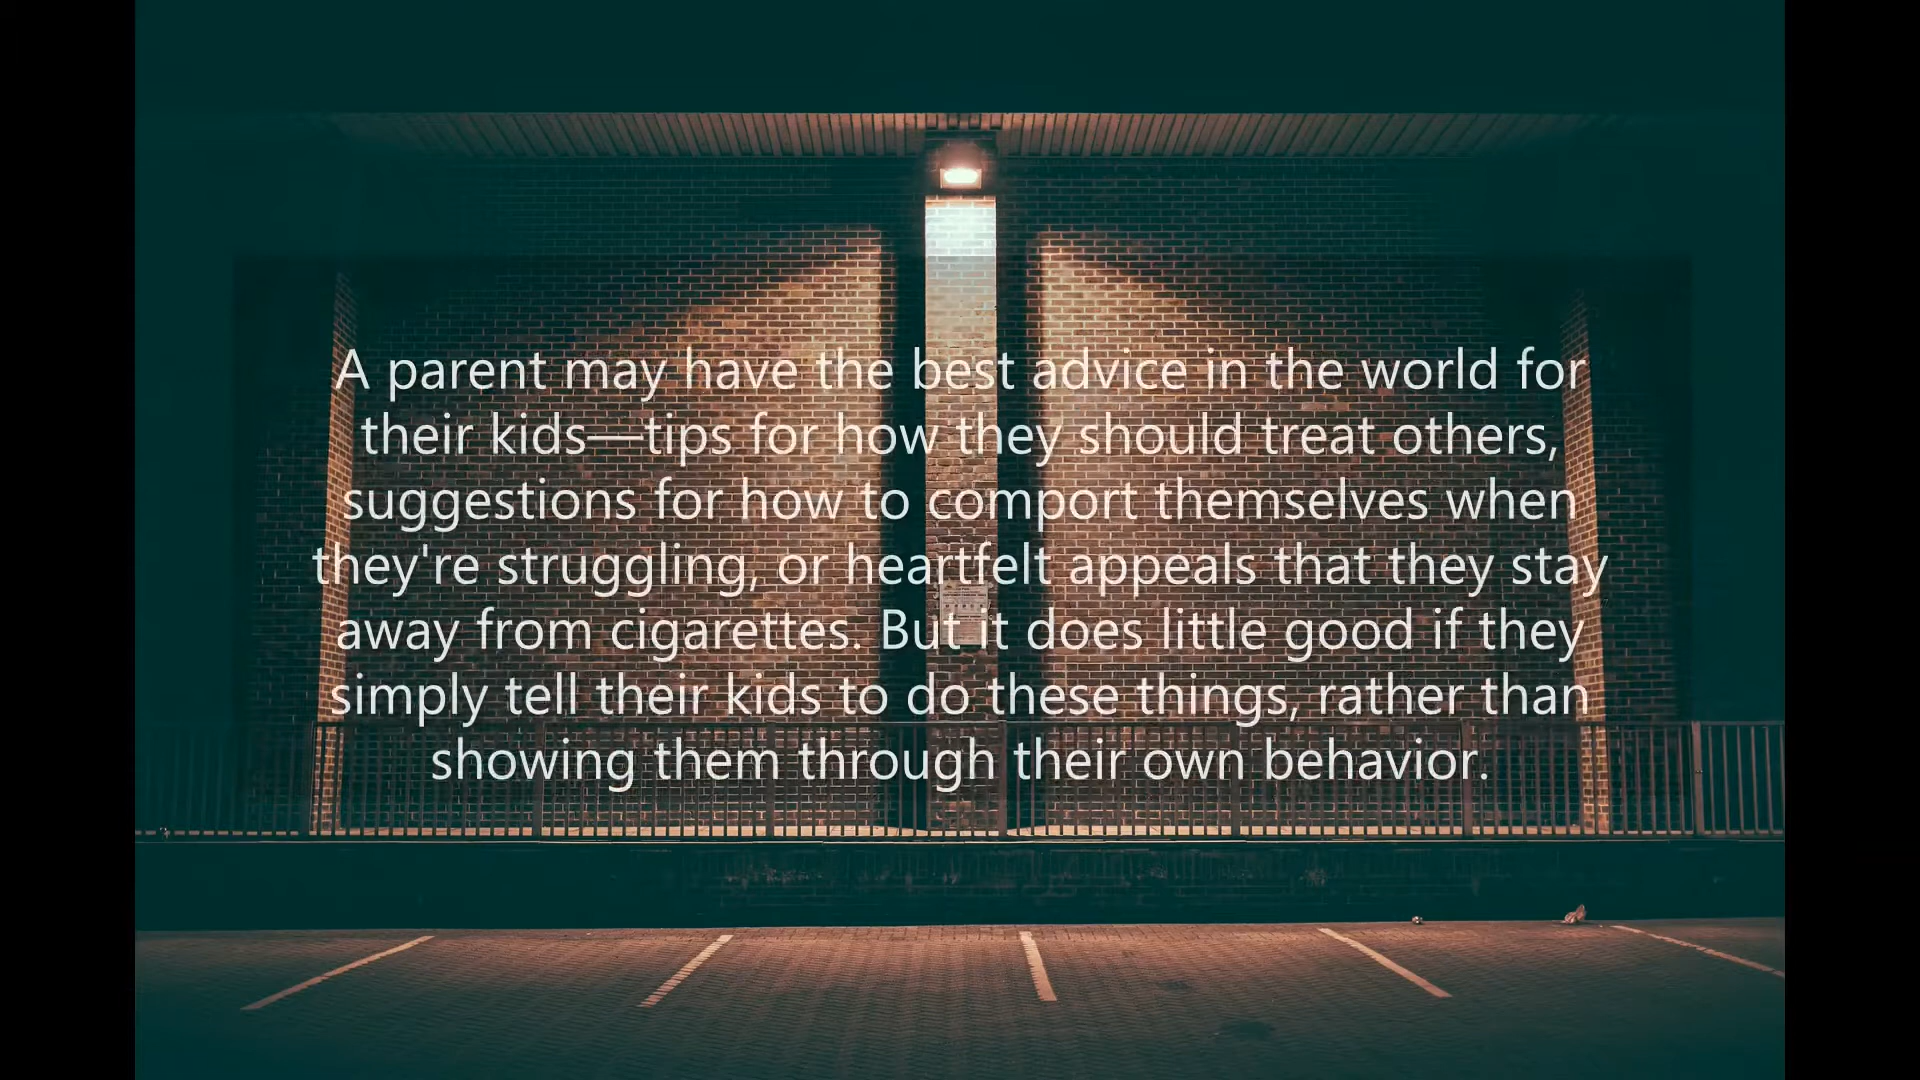 A parent may have the best advice in the world for
their kids—tips for how they should treat others,
suggestions for how to comport themselves when
they're struggling, or heartfelt appeals that they stay
away from cigarettes. But it does little good if they
simply tell their kids to do these things, rather than
showing them through their own behavior.